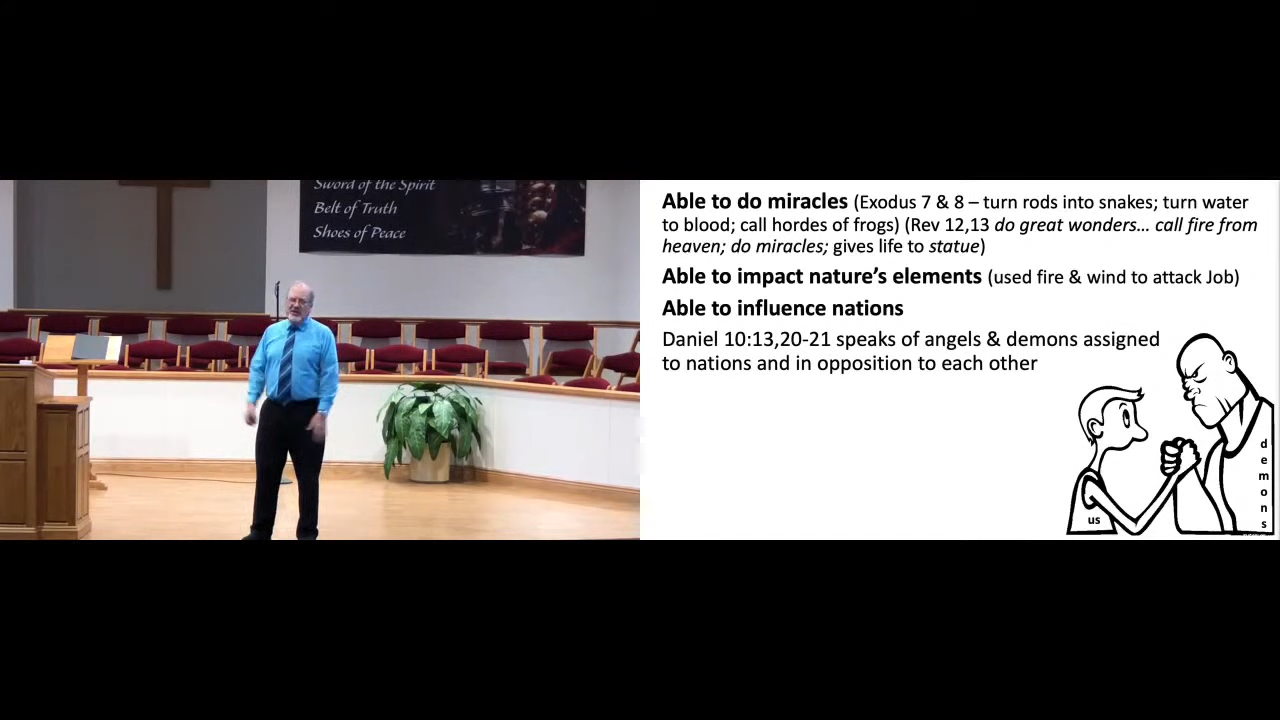 Sword of the Spirit
Belt of Truth
Shoes of Peace
Able to do miracles (Exodus 7 & 8 – turn rods into snakes; turn water
to blood; call hordes of frogs) (Rev 12,13 do great wonders... call fire from
heaven; do miracles; gives life to statue)
Able to impact nature's elements (used fire & wind to attack Job)
Able to influence nations
Daniel 10:13,20-21 speaks of angels & demons assigned
to nations and in opposition to each other
us
demons